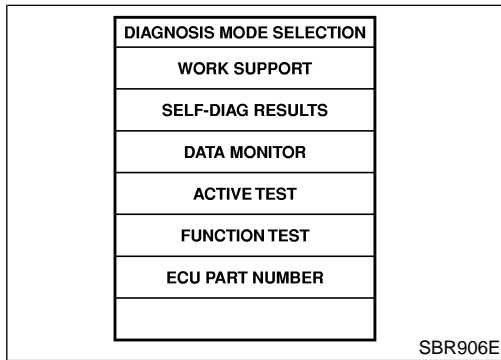 DIAGNOSIS MODE SELECTION
WORK SUPPORT
SELF-DIAG RESULTS
DATA MONITOR
ACTIVE TEST
FUNCTION TEST
ECU PART NUMBER
SBR906E